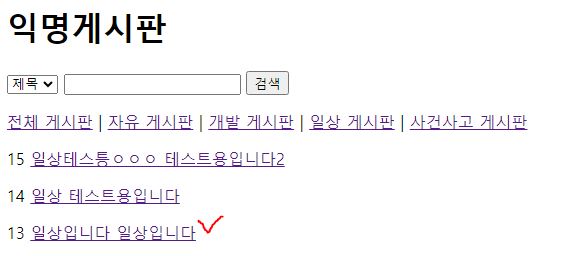 익명게시판
제목 검색
전체 게시판 | 자유 게시판 | 개발 게시판 | 일상 게시판 | 사건사고 게시판
15 일상테스틍ㅇㅇㅇ 테스트용입니다2
14 일상 테스트용입니다
13 일상입니다 일상입니다